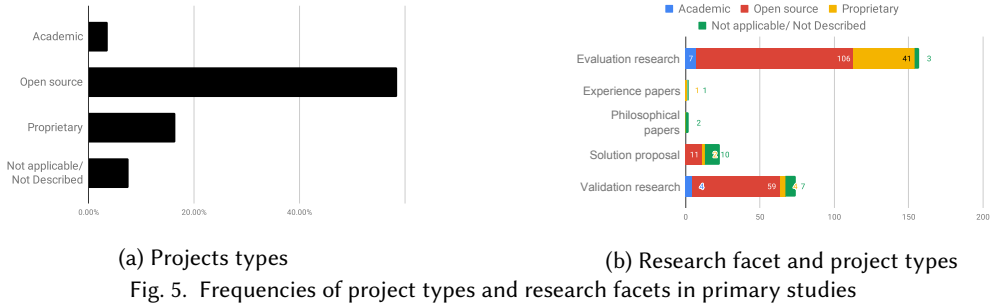 Academic
Open source
Proprietary
Not applicable/
Not Described
0.00%
20.00%
40.00%
(a) Projects types
Academic Open source Proprietary
Not applicable/ Not Described
Evaluation research
7 106 41 3
Experience papers
1 1
Philosophical
papers
2
Solution proposal
11 10
Validation research
4 59 4 7
0 50 100 150 200
(b) Research facet and project types
Fig. 5. Frequencies of project types and research facets in primary studies